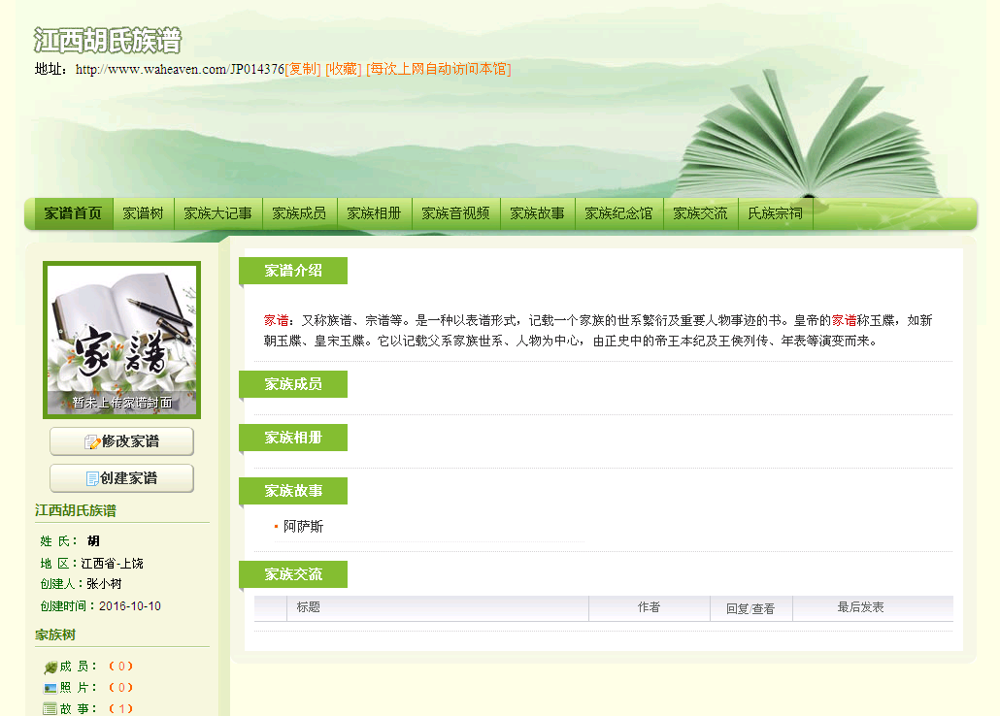 江西胡氏族谱
地址：http://www.waheaven.com/JP014376[复制] [收藏] [每次上网自动访问本馆]
家谱首页 家谱树 家族大记事 家族成员 家族相册 家族音视频 家族故事 家族纪念馆 家族交流 氏族宗祠
家谱
暂未上传家谱封面
修改家谱
创建家谱
江西胡氏族谱
姓 氏： 胡
地 区：江西省-上饶
创建人：张小树
创建时间：2016-10-10
家族树
成 员：（0）
照 片：（0）
故 事：（1）
家谱介绍
家谱：又称族谱、宗谱等。是一种以表谱形式，记载一个家族的世系繁衍及重要人物事迹的书。皇帝的家谱称玉牒，如新
朝玉牒、皇宋玉牒。它以记载父系家族世系、人物为中心，由正史中的帝王本纪及王侯列传、年表等演变而来。
家族成员
家族相册
家族故事
· 阿萨斯
家族交流
标题 作者 回复/查看 最后发表